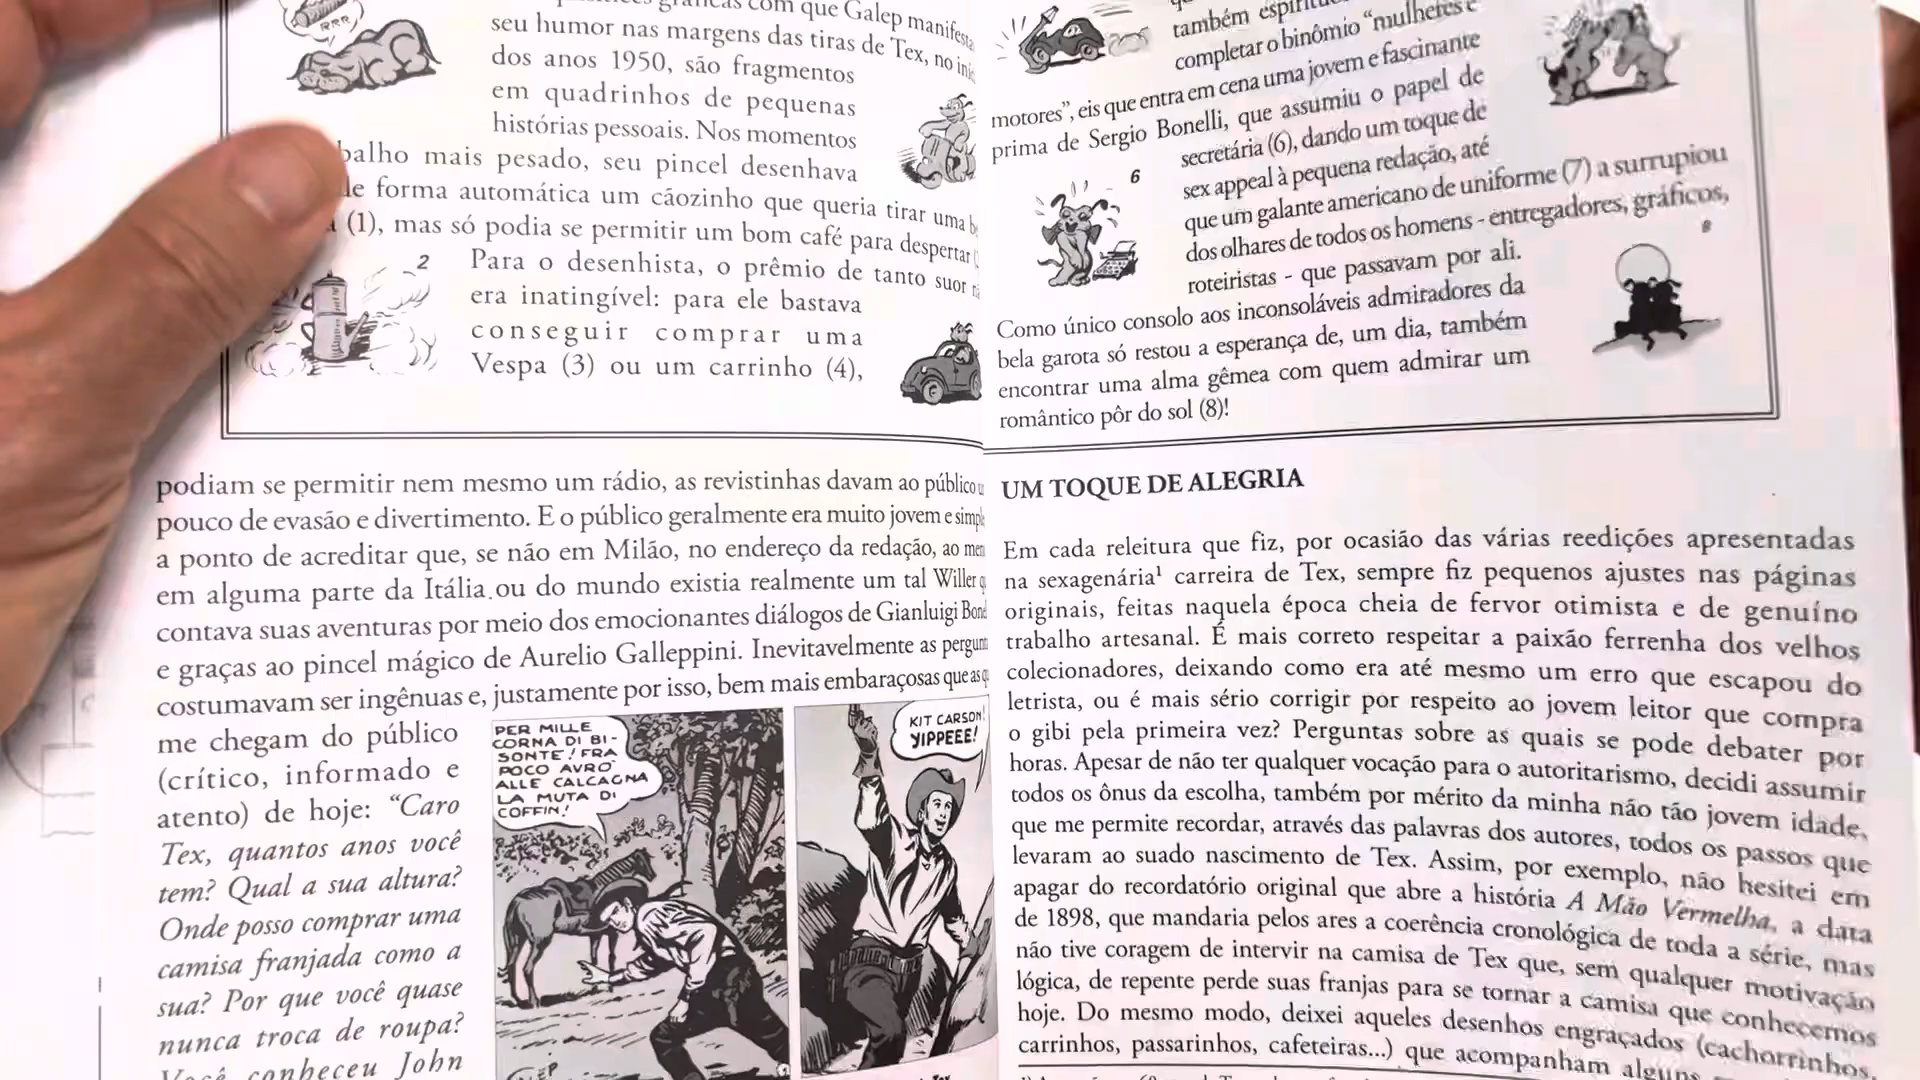 RRR
gráficas com que Galep manifesta
seu humor nas margens das tiras de Tex, no iní
dos anos 1950, são fragmentos
em quadrinhos de pequenas
histórias pessoais. Nos momentos
balho mais pesado, seu pincel desenhava
de forma automática um cãozinho que queria tirar uma
(1), mas só podia se permitir um bom café para despertar
2
Para o desenhista, o prêmio de tanto suor
era inatingível: para ele bastava
conseguir comprar uma
Vespa (3) ou um carrinho (4),
podiam se permitir nem mesmo um rádio, as revistinhas davam ao público
pouco de evasão e divertimento. E o público geralmente era muito jovem e
a ponto de acreditar que, se não em Milão, no endereço da redação, ao
em alguma parte da Itália ou do mundo existia realmente um tal Willer
contava suas aventuras por meio dos emocionantes diálogos de Gianluigi Bon
e graças ao pincel mágico de Aurelio Galleppini. Inevitavelmente as
costumavam ser ingênuas e, justamente por isso, bem mais embaraçosas que as
me chegam do público
(crítico, informado e
atento) de hoje: “Caro
Tex, quantos anos você
tem? Qual a sua altura?
Onde posso comprar uma
camisa franjada como a
sua? Por que você quase
nunca troca de roupa?
Você conheceu John
PER MILLE
CORNA DI BI-
SONTE! FRA
POCO AVRO'
ALLE CALCAGNA
LA MUTA DI
COFFIN!
GALEP
KIT CARSON!
YIPPEEE!
também
completar o binômio “mulheres e
motores”, eis que entra em cena uma jovem e fascinante
prima de Sergio Bonelli, que assumiu o papel de
secretária (6), dando um toque de
sex appeal à pequena redação, até
que um galante americano de uniforme (7) a surrupiou
dos olhares de todos os homens - entregadores, gráficos,
roteiristas - que passavam por ali.
6
8
Como único consolo aos inconsoláveis admiradores da
bela garota só restou a esperança de, um dia, também
encontrar uma alma gêmea com quem admirar um
romântico pôr do sol (8)!
UM TOQUE DE ALEGRIA
Em cada releitura que fiz, por ocasião das várias reedições apresentadas
na sexagenária¹ carreira de Tex, sempre fiz pequenos ajustes nas páginas
originais, feitas naquela época cheia de fervor otimista e de genuíno
trabalho artesanal. É mais correto respeitar a paixão ferrenha dos velhos
colecionadores, deixando como era até mesmo um erro que escapou do
letrista, ou é mais sério corrigir por respeito ao jovem leitor que compra
o gibi pela primeira vez? Perguntas sobre as quais se pode debater por
horas. Apesar de não ter qualquer vocação para o autoritarismo, decidi assumir
todos os ônus da escolha, também por mérito da minha não tão jovem idade,
que me permite recordar, através das palavras dos autores, todos os passos que
levaram ao suado nascimento de Tex. Assim, por exemplo, não hesitei em
apagar do recordatório original que abre a história A Mão Vermelha, a data
de 1898, que mandaria pelos ares a coerência cronológica de toda a série, mas
não tive coragem de intervir na camisa de Tex que, sem qualquer motivação
lógica, de repente perde suas franjas para se tornar a camisa que conhecemos
hoje. Do mesmo modo, deixei aqueles desenhos engraçados (cachorrinhos,
carrinhos, passarinhos, cafeteiras...) que acompanham